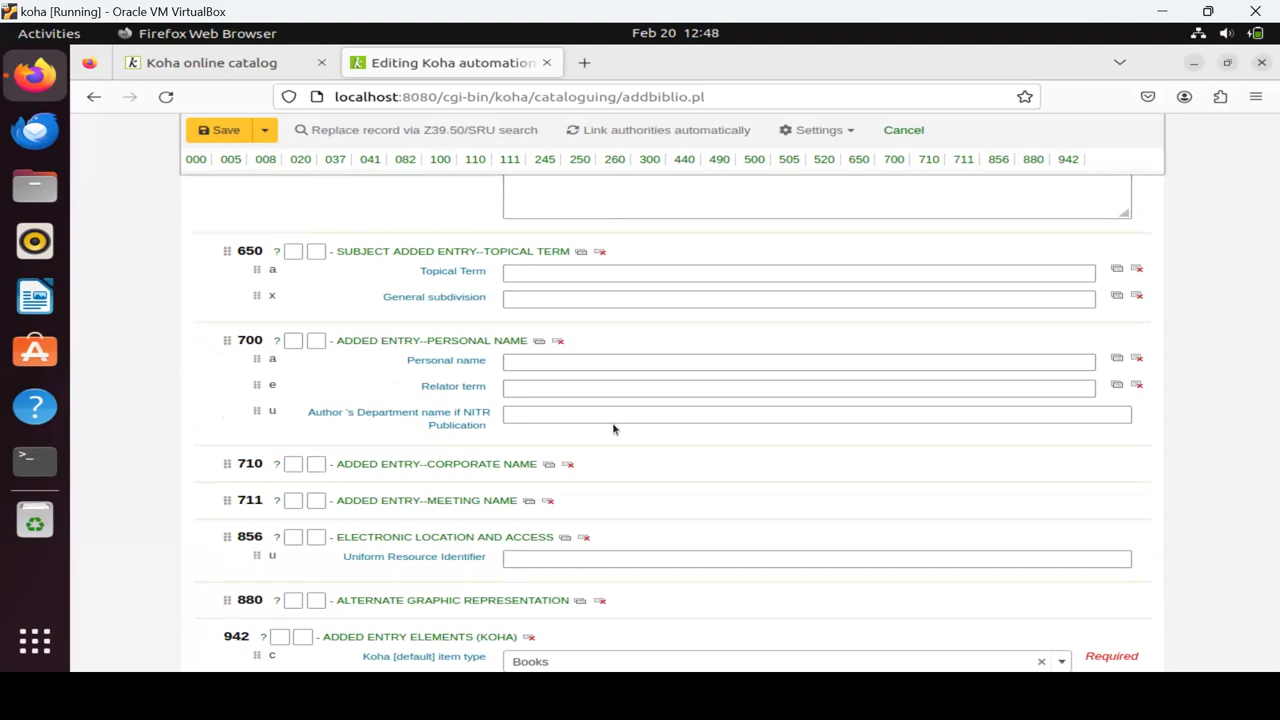 koha [Running] - Oracle VM VirtualBox
Activities Firefox Web Browser Feb 20 12:48
Koha online catalog Editing Koha automation
localhost:8080/cgi-bin/koha/cataloguing/addbiblio.pl
Save Replace record via Z39.50/SRU search Link authorities automatically Settings Cancel
000 005 008 020 037 041 082 100 110 111 245 250 260 300 440 490 500 505 520 650 700 710 711 856 880 942
650 ? - SUBJECT ADDED ENTRY--TOPICAL TERM
a Topical Term
x General subdivision
700 ? - ADDED ENTRY--PERSONAL NAME
a Personal name
e Relator term
u Author 's Department name if NITR
Publication
710 ? - ADDED ENTRY--CORPORATE NAME
711 ? - ADDED ENTRY--MEETING NAME
856 ? - ELECTRONIC LOCATION AND ACCESS
u Uniform Resource Identifier
880 ? - ALTERNATE GRAPHIC REPRESENTATION
942 ? - ADDED ENTRY ELEMENTS (KOHA)
c Koha [default] item type Books Required